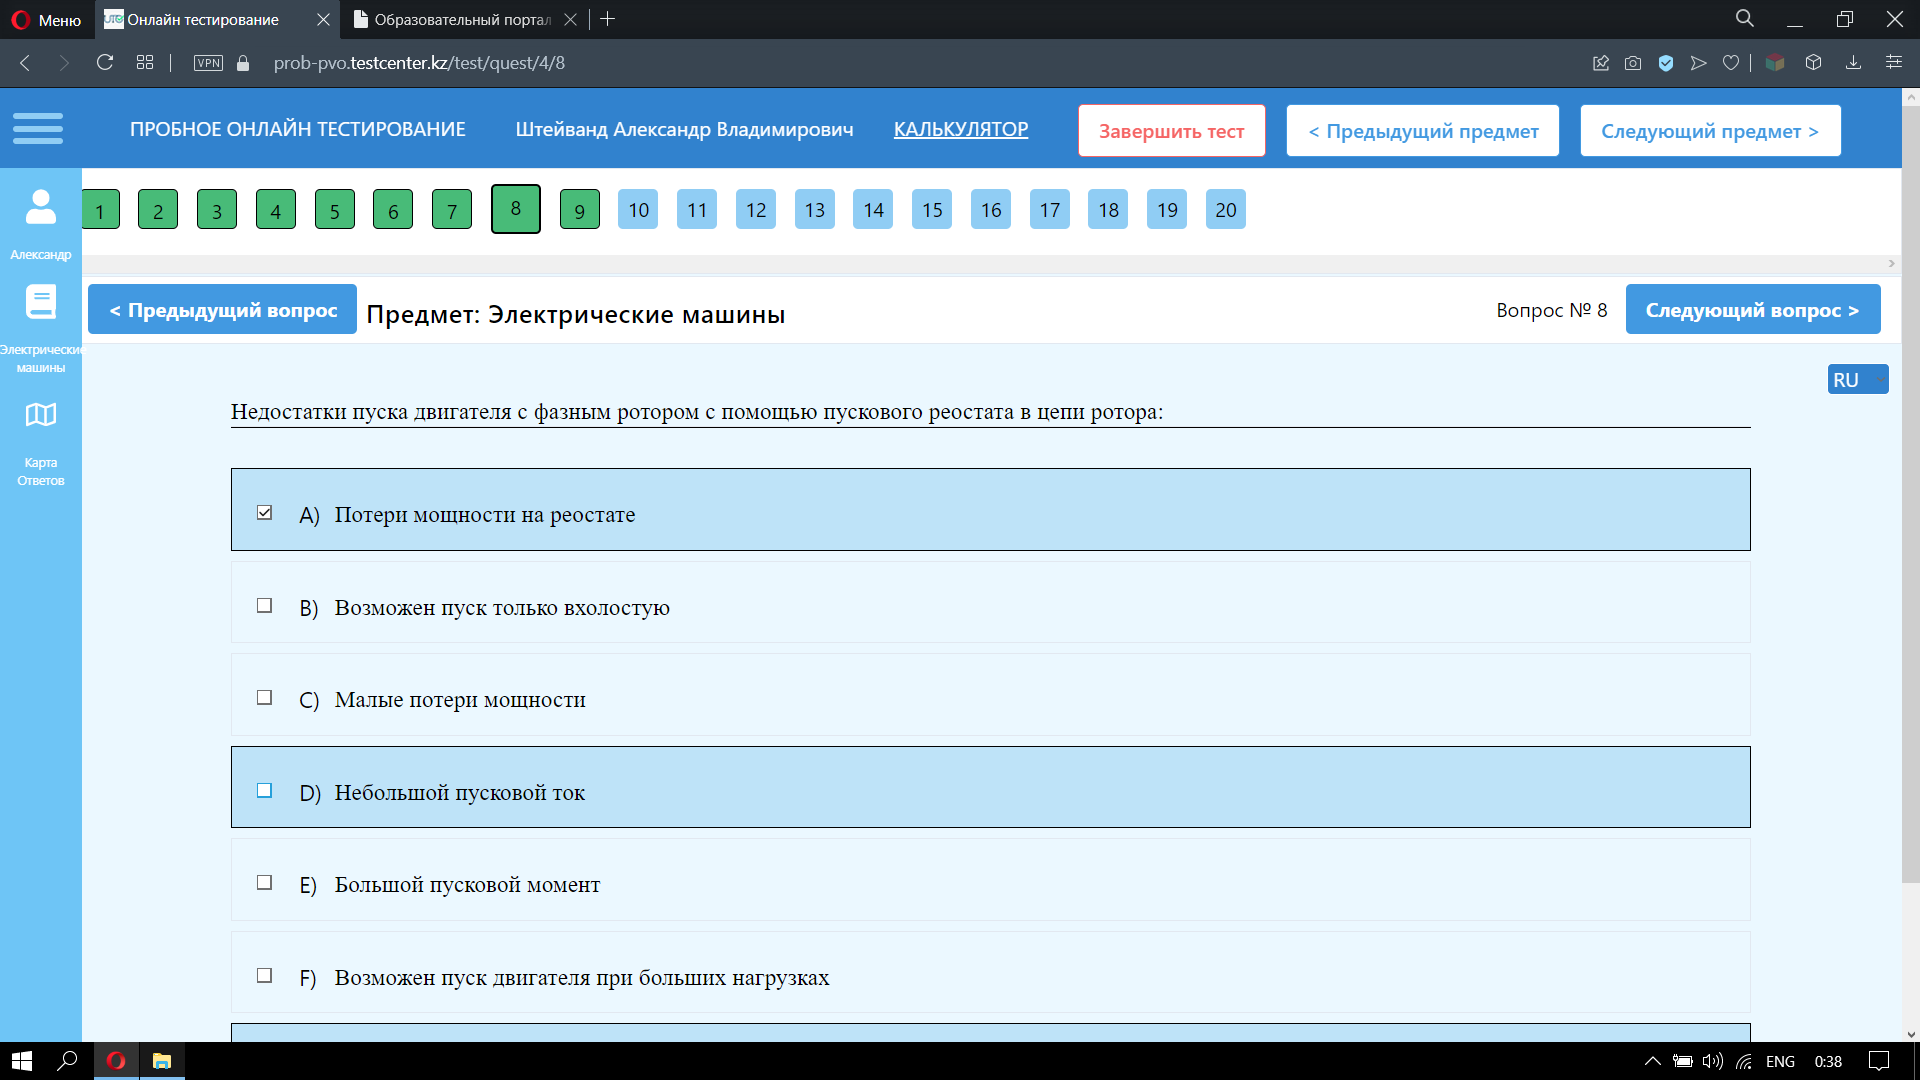 Меню
Онлайн тестирование
Образовательный портал
VPN
prob-pvo.testcenter.kz/test/quest/4/8
ПРОБНОЕ ОНЛАЙН ТЕСТИРОВАНИЕ
Штейванд Александр Владимирович
КАЛЬКУЛЯТОР
Завершить тест
< Предыдущий предмет
Следующий предмет >
1 2 3 4 5 6 7 8 9 10 11 12 13 14 15 16 17 18 19 20
Александр
Электрические
машины
Карта
Ответов
< Предыдущий вопрос
Предмет: Электрические машины
Вопрос № 8
Следующий вопрос >
RU
Недостатки пуска двигателя с фазным ротором с помощью пускового реостата в цепи ротора:
A) Потери мощности на реостате
B) Возможен пуск только вхолостую
C) Малые потери мощности
D) Небольшой пусковой ток
E) Большой пусковой момент
F) Возможен пуск двигателя при больших нагрузках
ENG
0:38